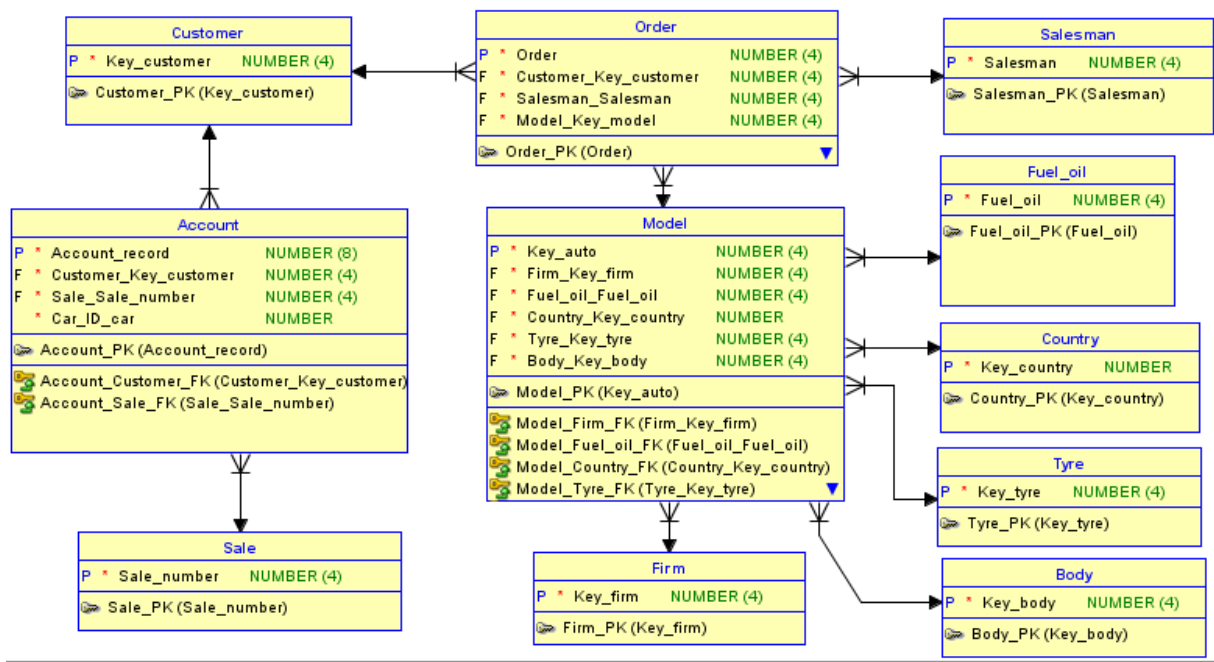 Customer
P * Key_customer NUMBER (4)
Customer_PK (Key_customer)
Order
P * Order NUMBER (4)
F * Customer_Key_customer NUMBER (4)
F * Salesman_Salesman NUMBER (4)
F * Model_Key_model NUMBER (4)
Order_PK (Order)
Salesman
P * Salesman NUMBER (4)
Salesman_PK (Salesman)
Fuel_oil
P * Fuel_oil NUMBER (4)
Fuel_oil_PK (Fuel_oil)
Account
P * Account_record NUMBER (8)
F * Customer_Key_customer NUMBER (4)
F * Sale_Sale_number NUMBER (4)
* Car_ID_car NUMBER
Account_PK (Account_record)
Account_Customer_FK (Customer_Key_customer)
Account_Sale_FK (Sale_Sale_number)
Model
P * Key_auto NUMBER (4)
F * Firm_Key_firm NUMBER (4)
F * Fuel_oil_Fuel_oil NUMBER (4)
F * Country_Key_country NUMBER
F * Tyre_Key_tyre NUMBER (4)
F * Body_Key_body NUMBER (4)
Model_PK (Key_auto)
Model_Firm_FK (Firm_Key_firm)
Model_Fuel_oil_FK (Fuel_oil_Fuel_oil)
Model_Country_FK (Country_Key_country)
Model_Tyre_FK (Tyre_Key_tyre)
Country
P * Key_country NUMBER
Country_PK (Key_country)
Tyre
P * Key_tyre NUMBER (4)
Tyre_PK (Key_tyre)
Sale
P * Sale_number NUMBER (4)
Sale_PK (Sale_number)
Firm
P * Key_firm NUMBER (4)
Firm_PK (Key_firm)
Body
P * Key_body NUMBER (4)
Body_PK (Key_body)